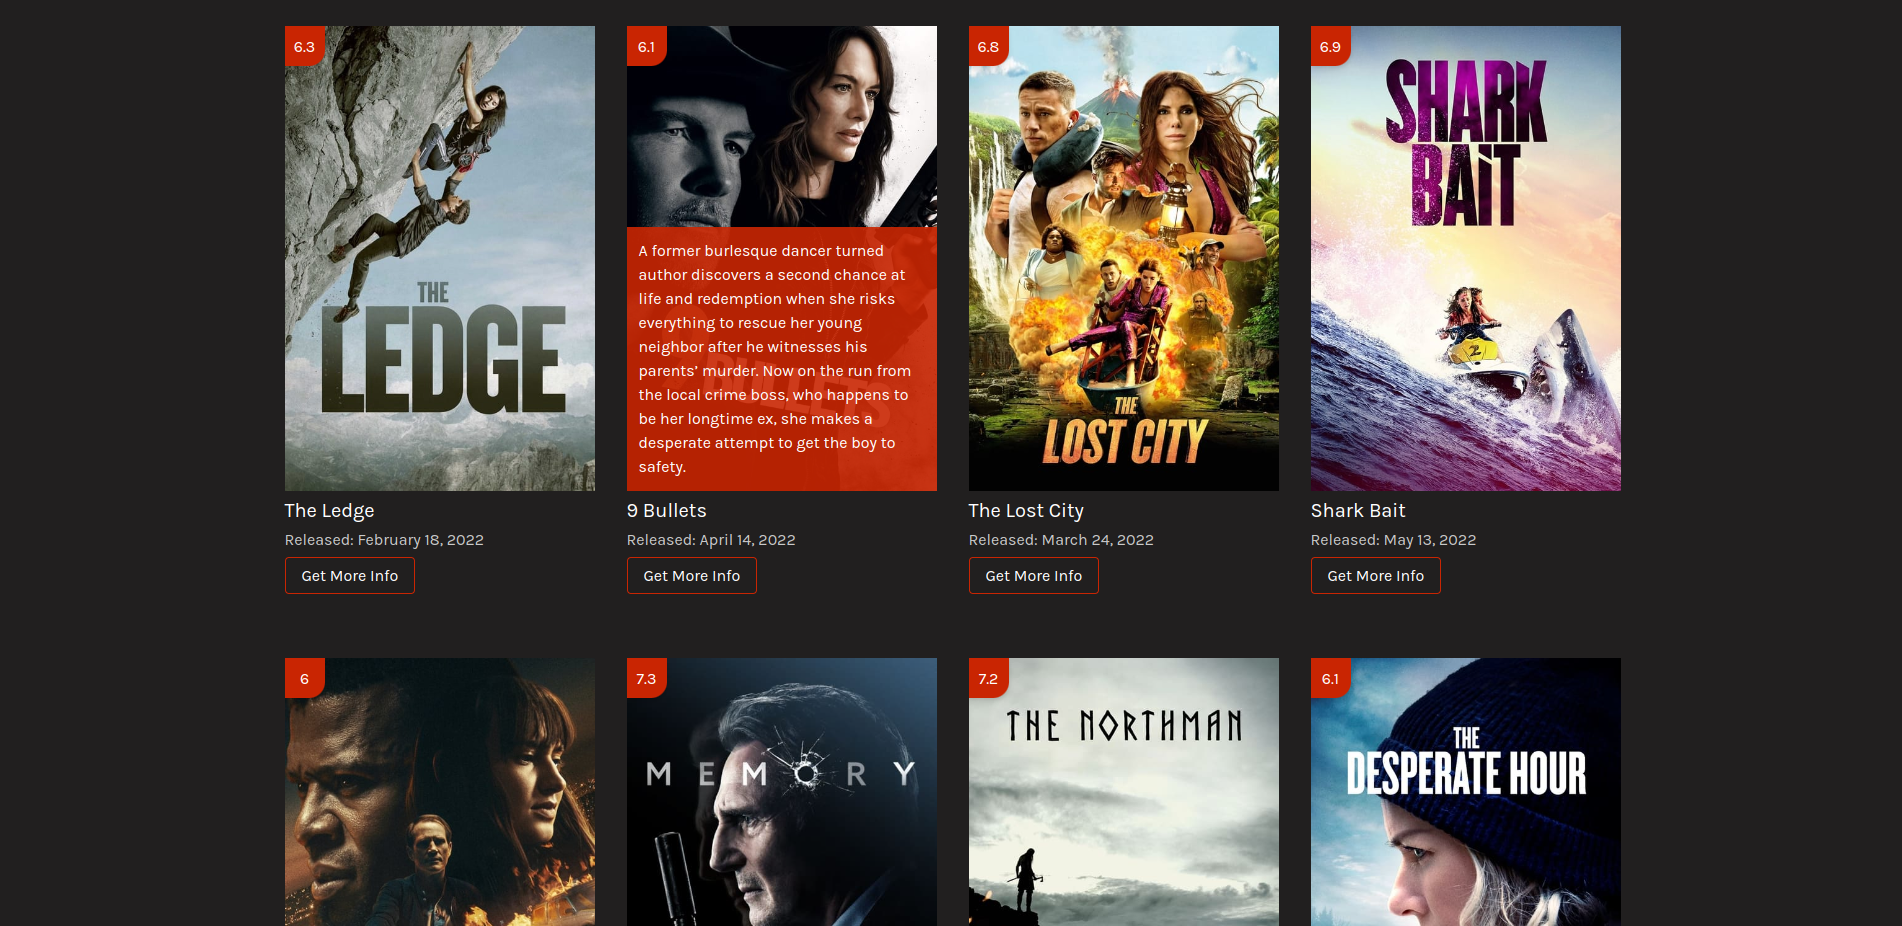 6.3
6.1
6.8
6.9
SHARK
BAIT
A former burlesque dancer turned
author discovers a second chance at
life and redemption when she risks
everything to rescue her young
neighbor after he witnesses his
parents' murder. Now on the run from
the local crime boss, who happens to
be her longtime ex, she makes a
desperate attempt to get the boy to
safety.
BULLETS
THE
LEDGE
2
THE
LOST CITY
The Ledge
9 Bullets
The Lost City
Shark Bait
Released: February 18, 2022
Released: April 14, 2022
Released: March 24, 2022
Released: May 13, 2022
Get More Info
Get More Info
Get More Info
Get More Info
6
7.3
7.2
6.1
MEMORY
THE NORTHMAN
THE
DESPERATE HOUR